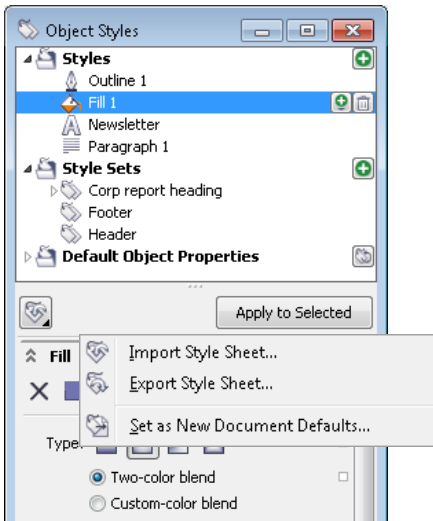 Object Styles
Styles
Outline 1
Fill 1
Newsletter
Paragraph 1
Style Sets
Corp report heading
Footer
Header
Default Object Properties
Apply to Selected
Fill
Import Style Sheet...
Export Style Sheet...
Set as New Document Defaults...
Type:
Two-color blend
Custom-color blend